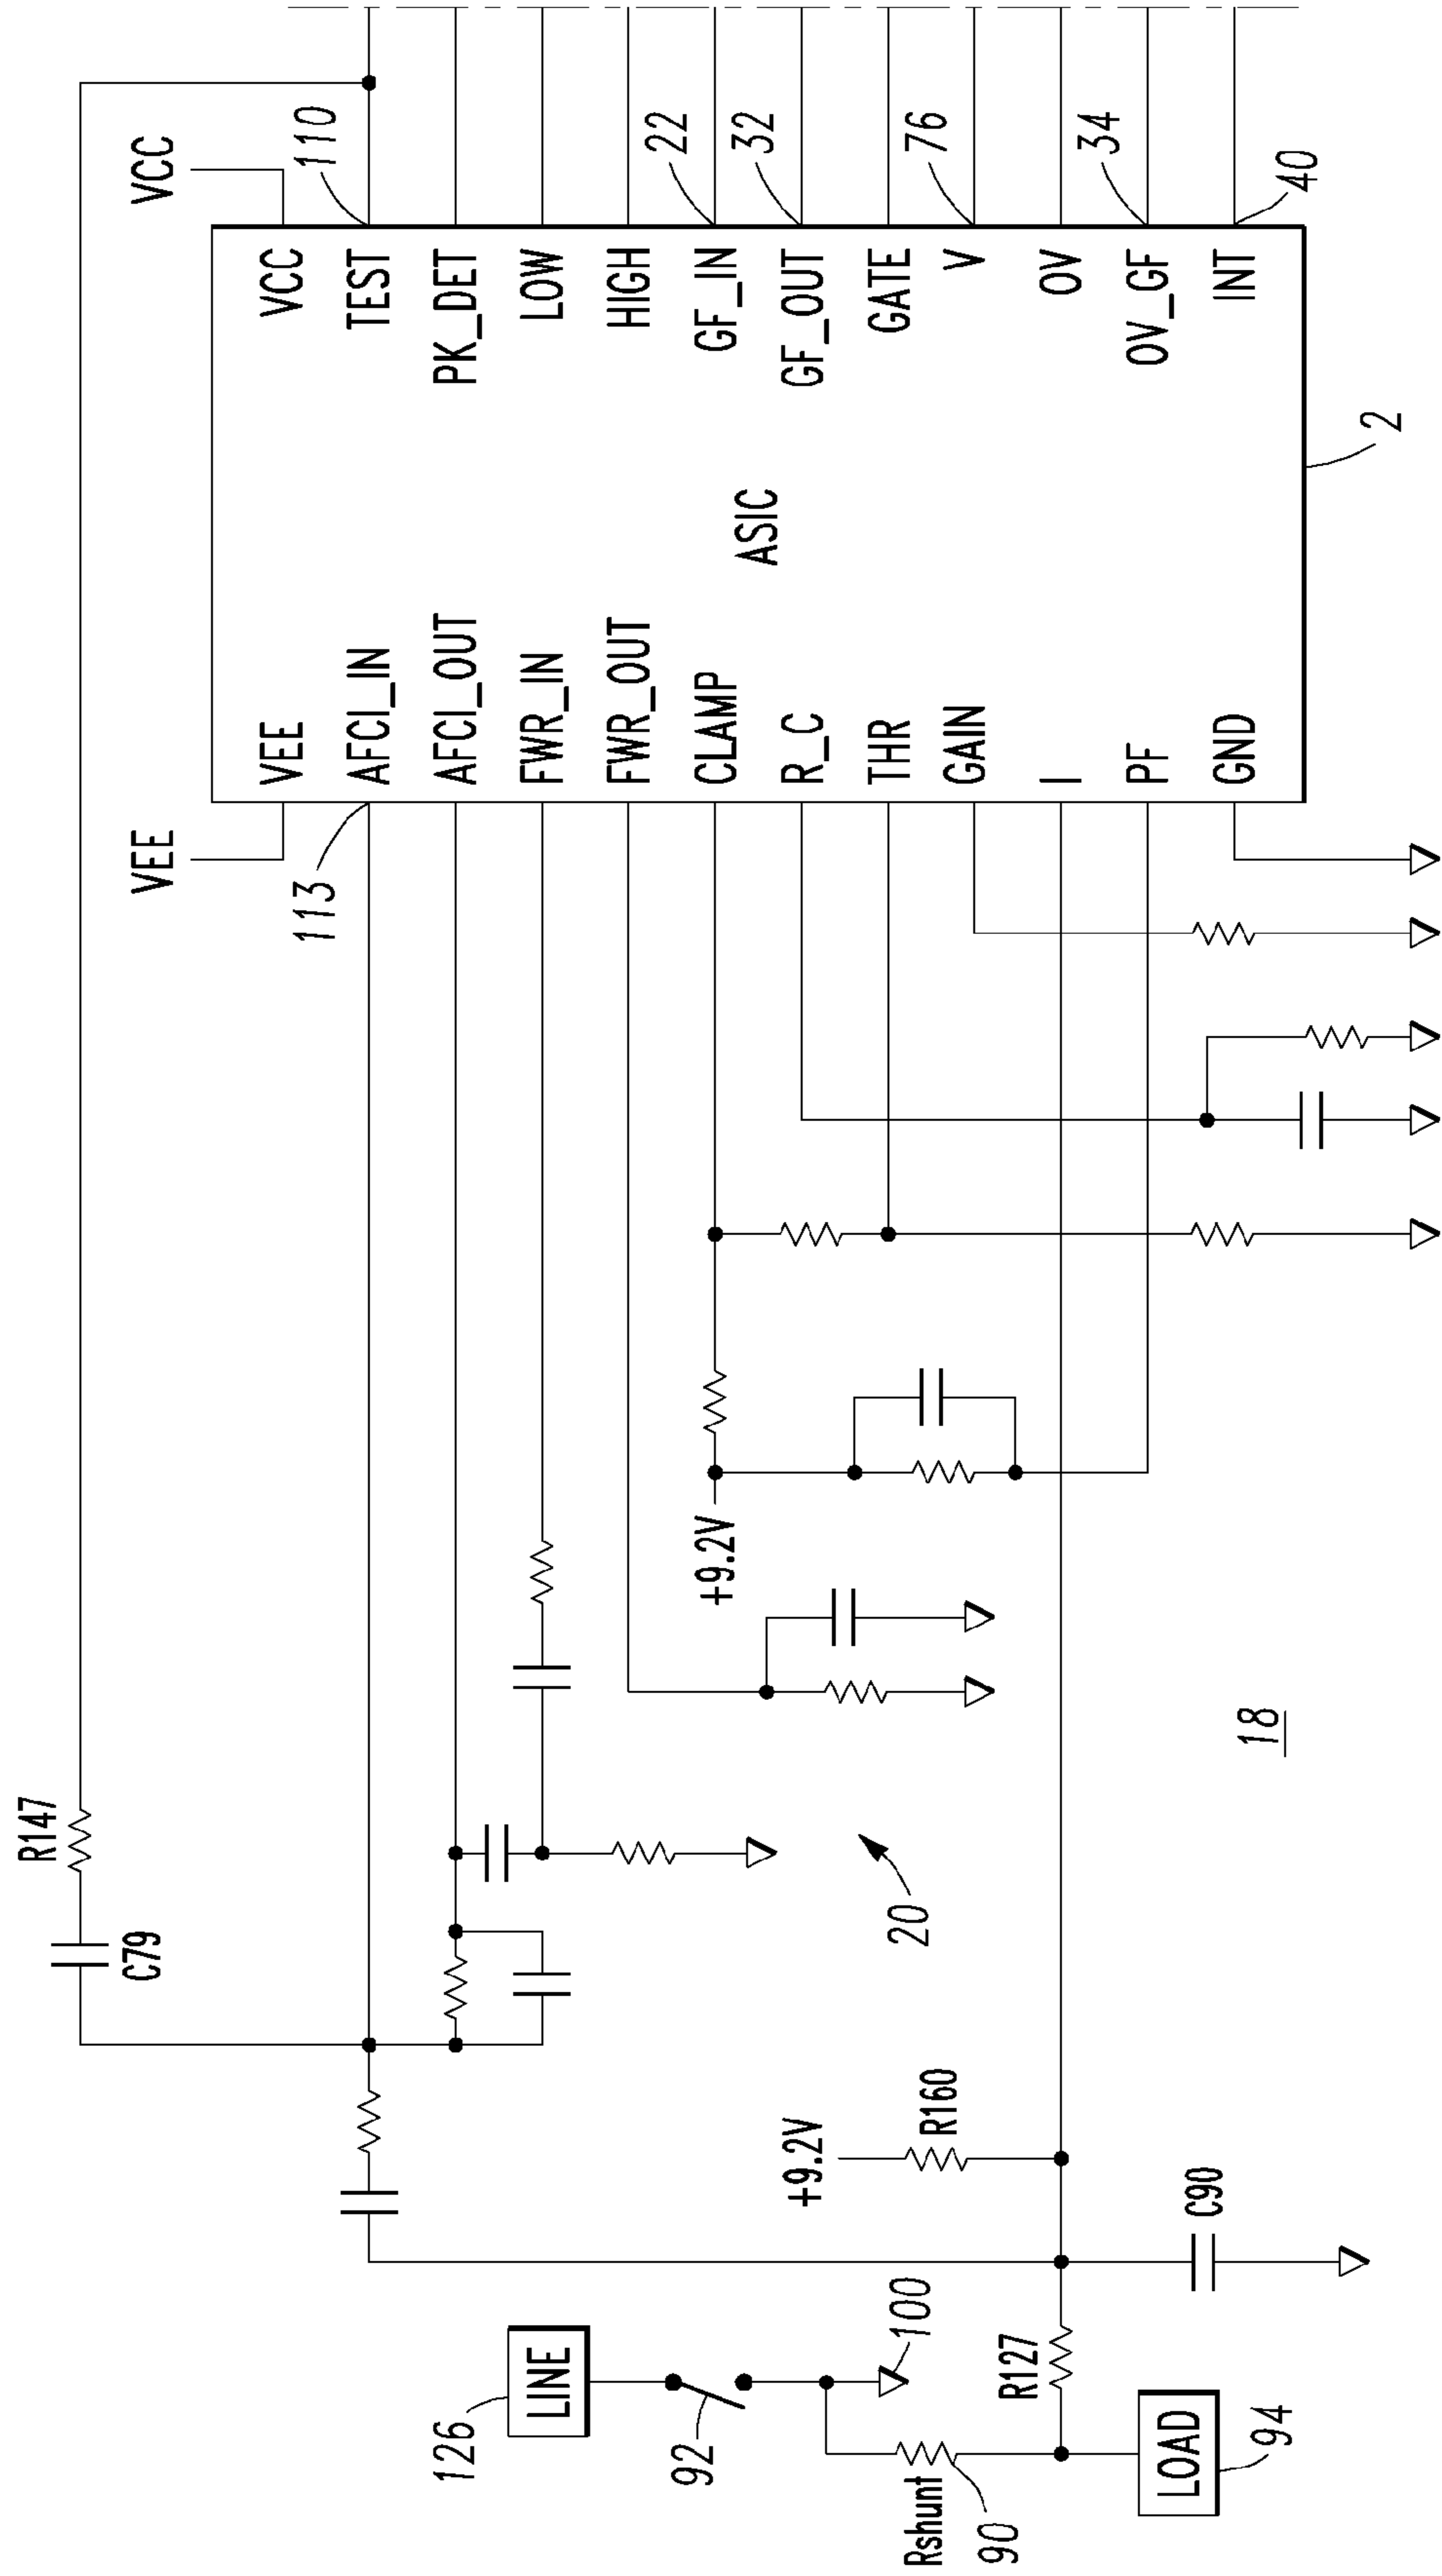 R147
C79
VEE
VCC
113
110
VEE
VCC
AFCI_IN
TEST
AFCI_OUT
PK_DET
FWR_IN
LOW
FWR_OUT
HIGH
CLAMP
GF_IN
R_C
GF_OUT
THR
GATE
GAIN
V
I
OV
PF
OV_GF
GND
INT
ASIC
22
32
76
34
40
2
+9.2V
20
18
+9.2V
R160
C90
R127
100
126
LINE
92
Rshunt
90
LOAD
94